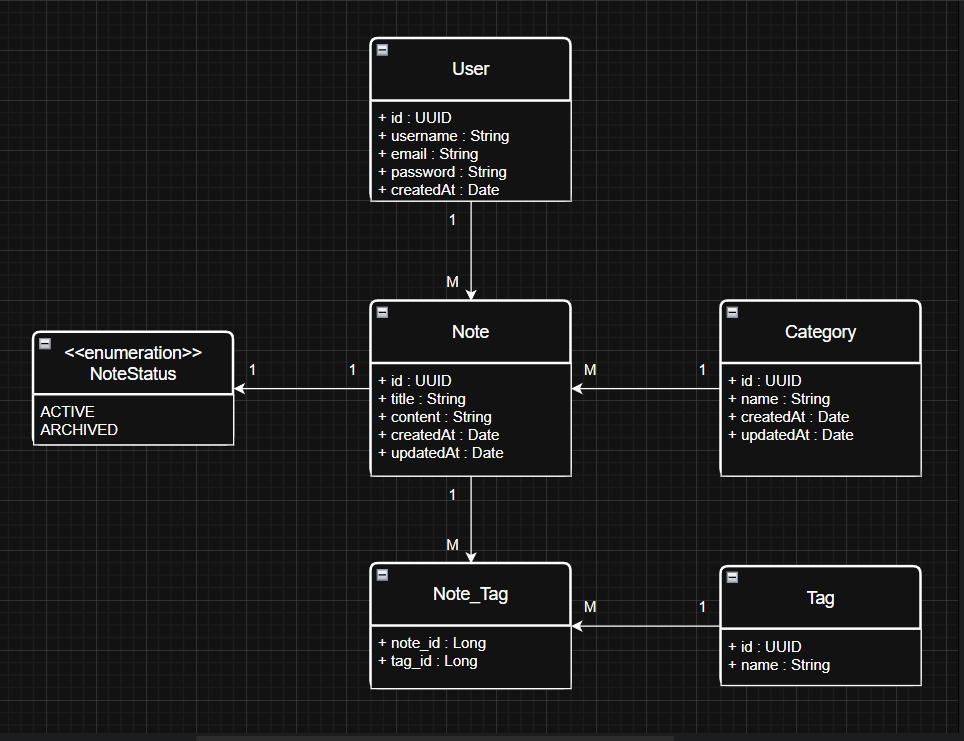 User
+ id : UUID
+ username : String
+ email : String
+ password : String
+ createdAt : Date
1
M
<<enumeration>>
NoteStatus
ACTIVE
ARCHIVED
1
1
Note
+ id : UUID
+ title : String
+ content : String
+ createdAt : Date
+ updatedAt : Date
M
1
Category
+ id : UUID
+ name : String
+ createdAt : Date
+ updatedAt : Date
1
M
Note_Tag
+ note_id : Long
+ tag_id : Long
M
1
Tag
+ id : UUID
+ name : String